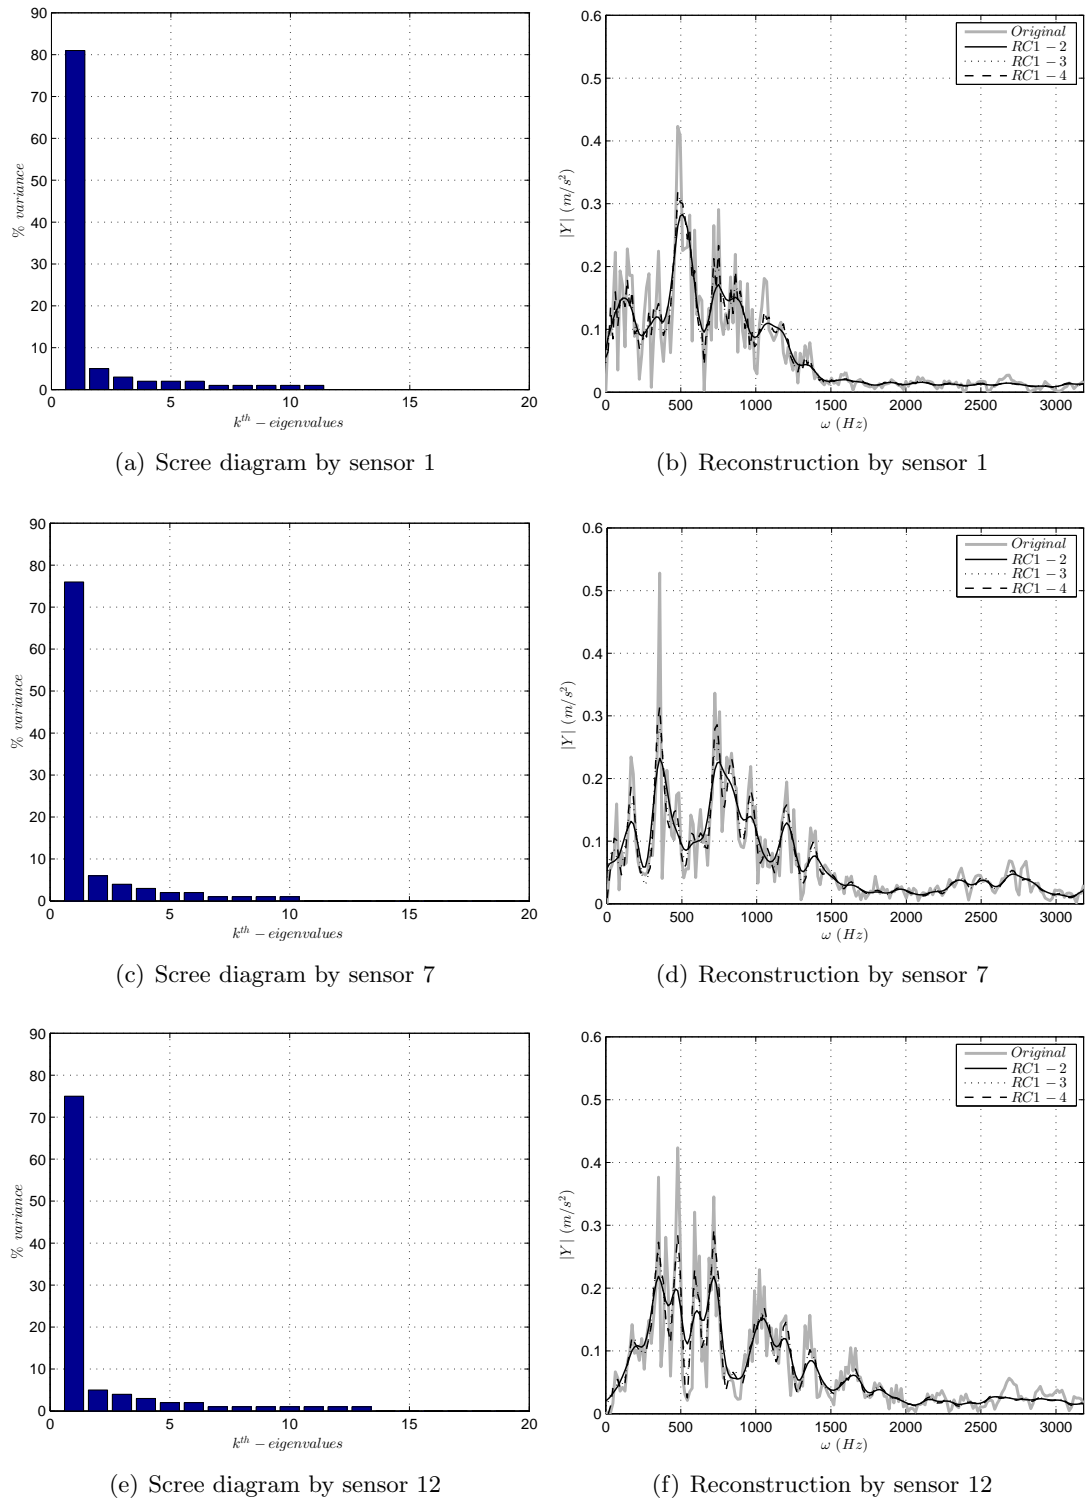 90
80
70
60
50
40
30
20
10
0
% variance
0 5 10 15 20
k^th − eigenvalues
(a) Scree diagram by sensor 1
0.6
0.5
0.4
0.3
0.2
0.1
0
|Y| (m/s²)
Original
RC1 − 2
RC1 − 3
RC1 − 4
0 500 1000 1500 2000 2500 3000
ω (Hz)
(b) Reconstruction by sensor 1
90
80
70
60
50
40
30
20
10
0
% variance
0 5 10 15 20
k^th − eigenvalues
(c) Scree diagram by sensor 7
0.6
0.5
0.4
0.3
0.2
0.1
0
|Y| (m/s²)
Original
RC1 − 2
RC1 − 3
RC1 − 4
0 500 1000 1500 2000 2500 3000
ω (Hz)
(d) Reconstruction by sensor 7
90
80
70
60
50
40
30
20
10
0
% variance
0 5 10 15 20
k^th − eigenvalues
(e) Scree diagram by sensor 12
0.6
0.5
0.4
0.3
0.2
0.1
0
|Y| (m/s²)
Original
RC1 − 2
RC1 − 3
RC1 − 4
0 500 1000 1500 2000 2500 3000
ω (Hz)
(f) Reconstruction by sensor 12